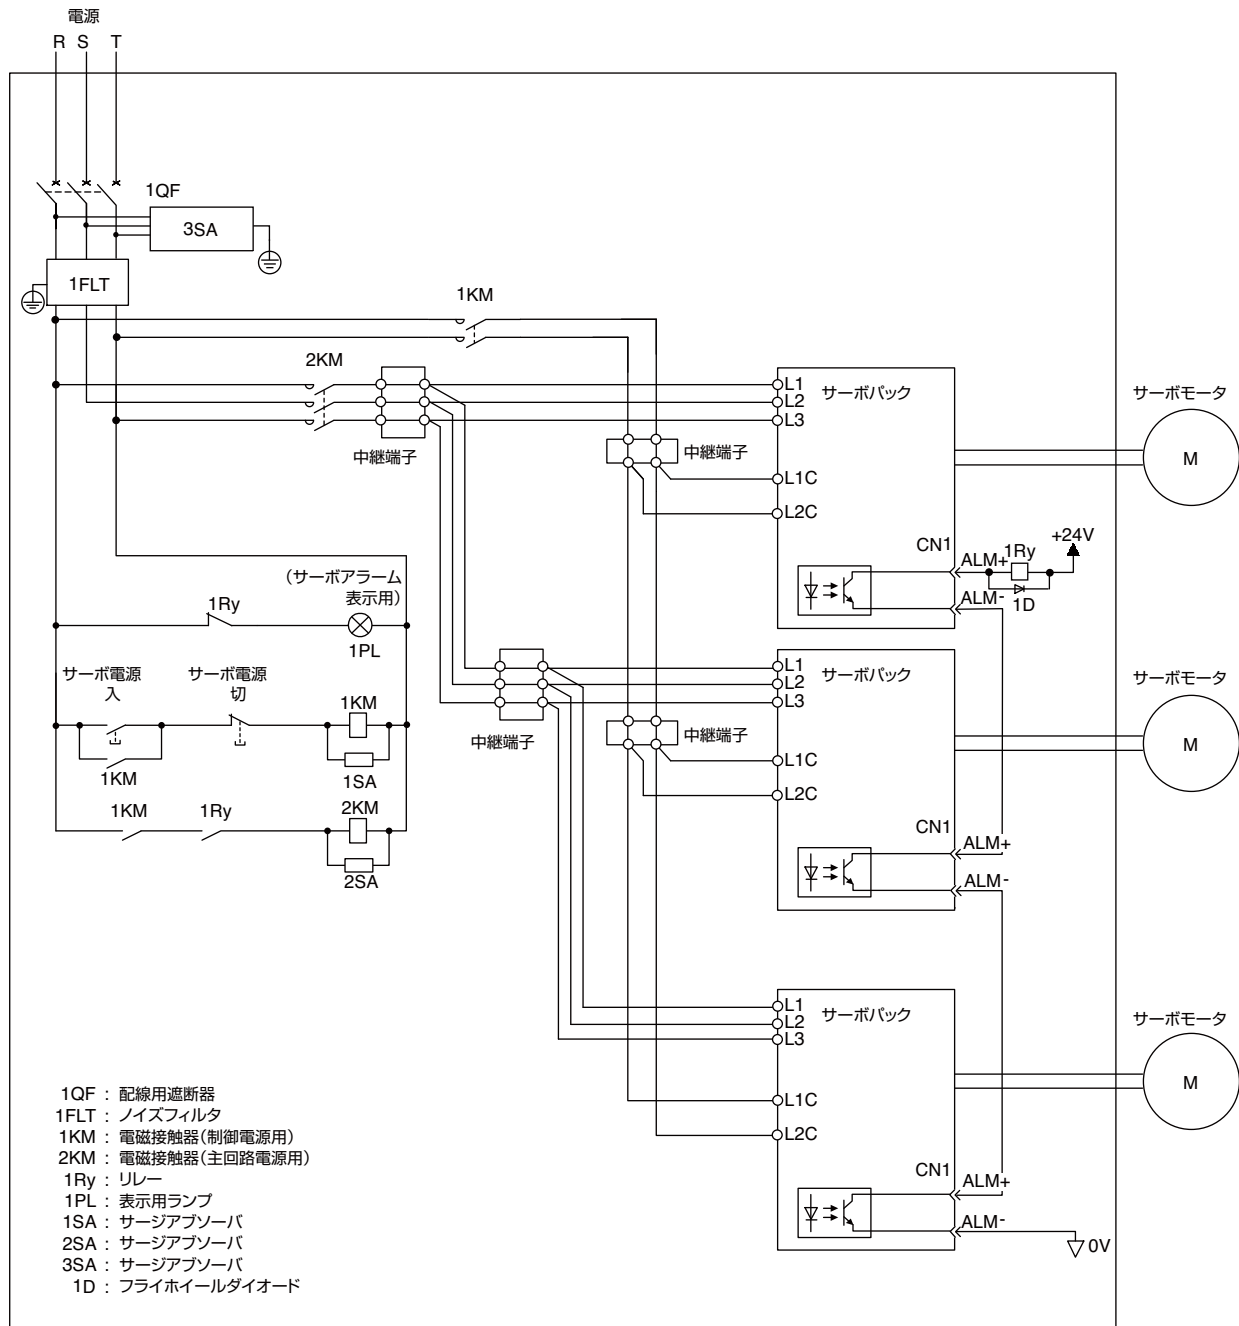 電源
R S T
1QF
3SA
1FLT
1KM
2KM
中継端子
中継端子
L1
L2
L3
L1C
L2C
サーボパック
サーボモータ
M
CN1
ALM+
ALM-
1Ry
+24V
1D
(サーボアラーム
表示用)
1Ry
1PL
サーボ電源
入
サーボ電源
切
1KM
1KM
1SA
1KM
1Ry
2KM
2SA
中継端子
中継端子
L1
L2
L3
L1C
L2C
サーボパック
サーボモータ
M
CN1
ALM+
ALM-
L1
L2
L3
L1C
L2C
サーボパック
サーボモータ
M
CN1
ALM+
ALM-
0V
1QF : 配線用遮断器
1FLT : ノイズフィルタ
1KM : 電磁接触器(制御電源用)
2KM : 電磁接触器(主回路電源用)
1Ry : リレー
1PL : 表示用ランプ
1SA : サージアブソーバ
2SA : サージアブソーバ
3SA : サージアブソーバ
1D : フライホイールダイオード